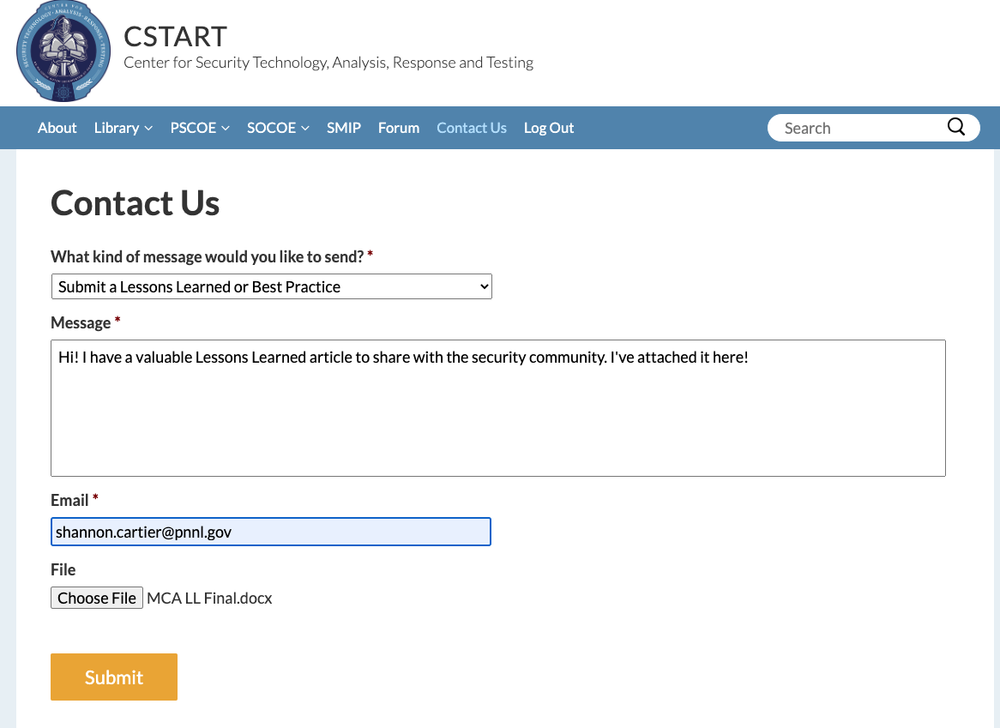 CENTER FOR
SECURITY TECHNOLOGY, ANALYSIS, RESPONSE, TESTING
CSTART
Center for Security Technology, Analysis, Response and Testing
About Library PSCOE SOCOE SMIP Forum Contact Us Log Out Search
Contact Us
What kind of message would you like to send? *
Submit a Lessons Learned or Best Practice
Message *
Hi! I have a valuable Lessons Learned article to share with the security community. I've attached it here!
Email *
shannon.cartier@pnnl.gov
File
Choose File MCA LL Final.docx
Submit